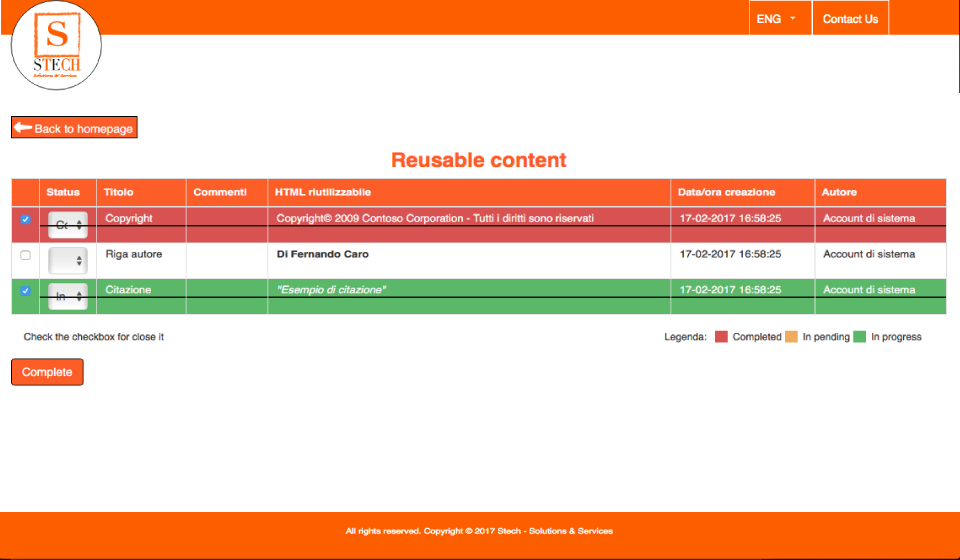 ENG Contact Us
S
STECH
Solutions & Services
Back to homepage
Reusable content
Status Titolo Commenti HTML riutilizzabile Data/ora creazione Autore
Copyright Copyright© 2009 Contoso Corporation - Tutti i diritti sono riservati 17-02-2017 16:58:25 Account di sistema
Riga autore Di Fernando Caro 17-02-2017 16:58:25 Account di sistema
In Citazione "Esempio di citazione" 17-02-2017 16:58:25 Account di sistema
Check the checkbox for close it Legenda: Completed In pending In progress
Complete
All rights reserved. Copyright © 2017 Stech - Solutions & Services